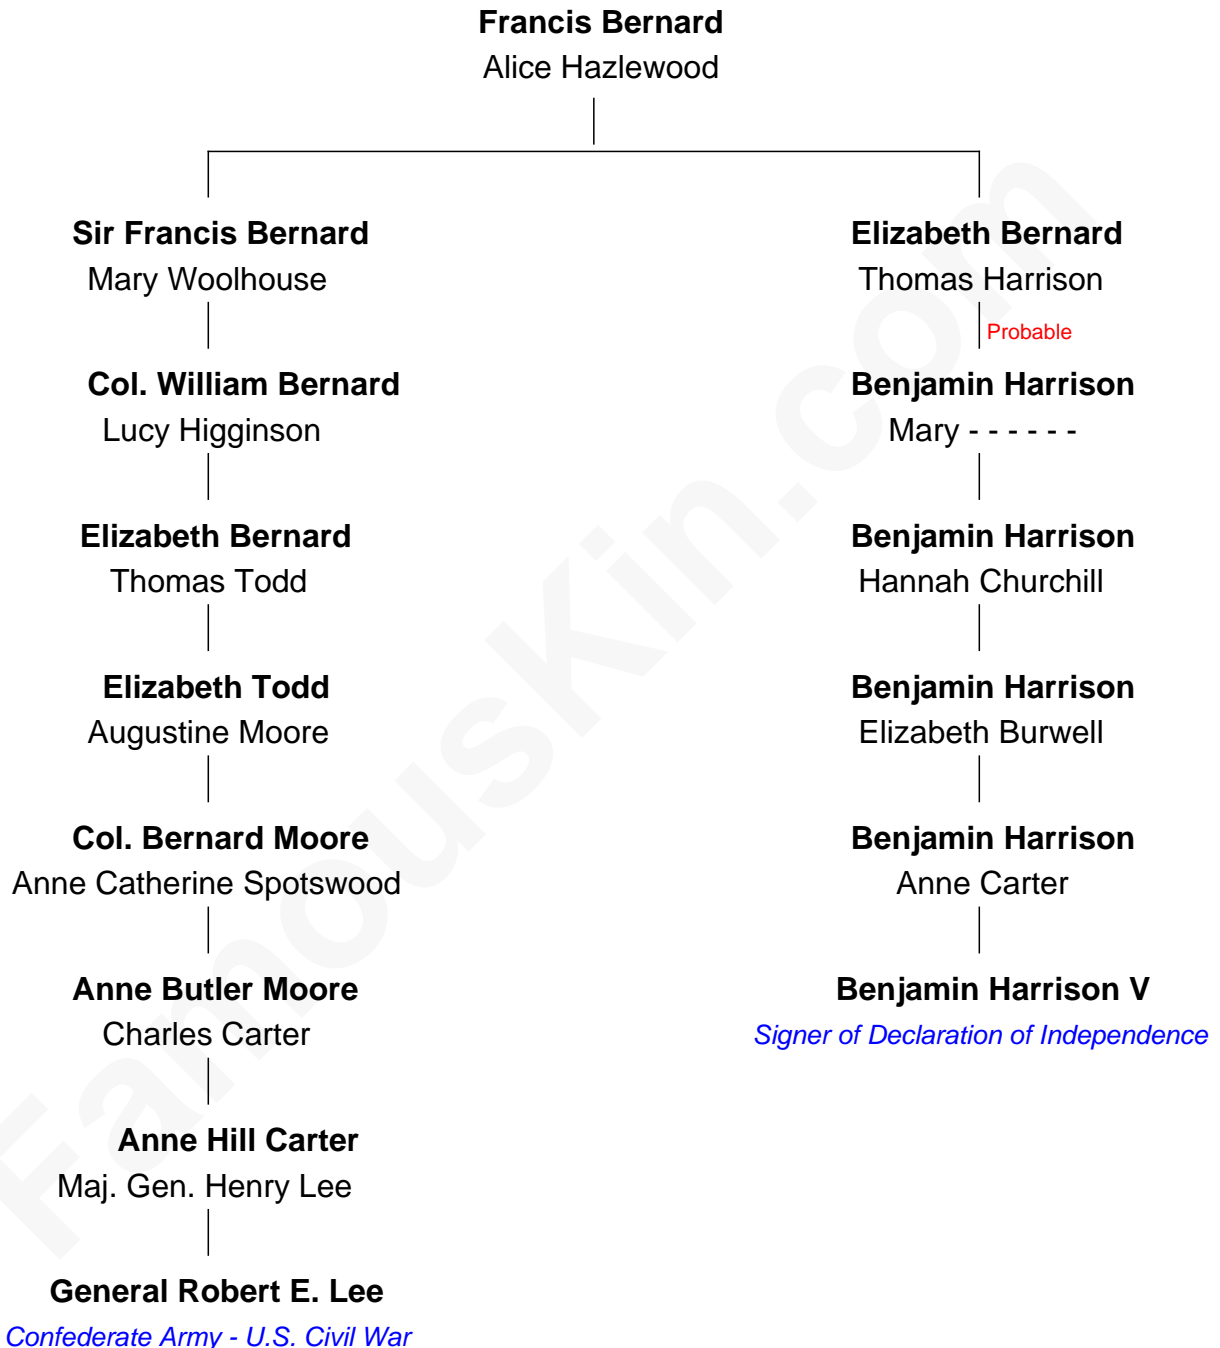 Francis Bernard
Alice Hazlewood
Sir Francis Bernard
Mary Woolhouse
Col. William Bernard
Lucy Higginson
Elizabeth Bernard
Thomas Todd
Elizabeth Todd
Augustine Moore
Col. Bernard Moore
Anne Catherine Spotswood
Anne Butler Moore
Charles Carter
Anne Hill Carter
Maj. Gen. Henry Lee
General Robert E. Lee
Confederate Army - U.S. Civil War
Elizabeth Bernard
Thomas Harrison
Probable
Benjamin Harrison
Mary - - - - - -
Benjamin Harrison
Hannah Churchill
Benjamin Harrison
Elizabeth Burwell
Benjamin Harrison
Anne Carter
Benjamin Harrison V
Signer of Declaration of Independence
FamousKin.com